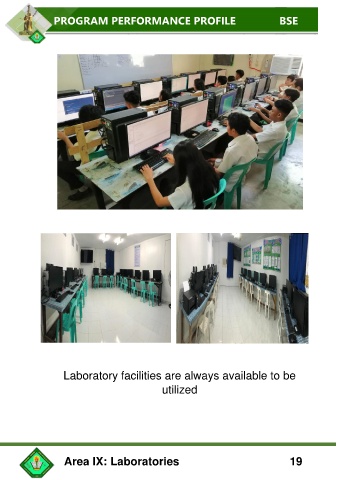 PROGRAM PERFORMANCE PROFILE BSE
Laboratory facilities are always available to be
utilized
Area IX: Laboratories 19